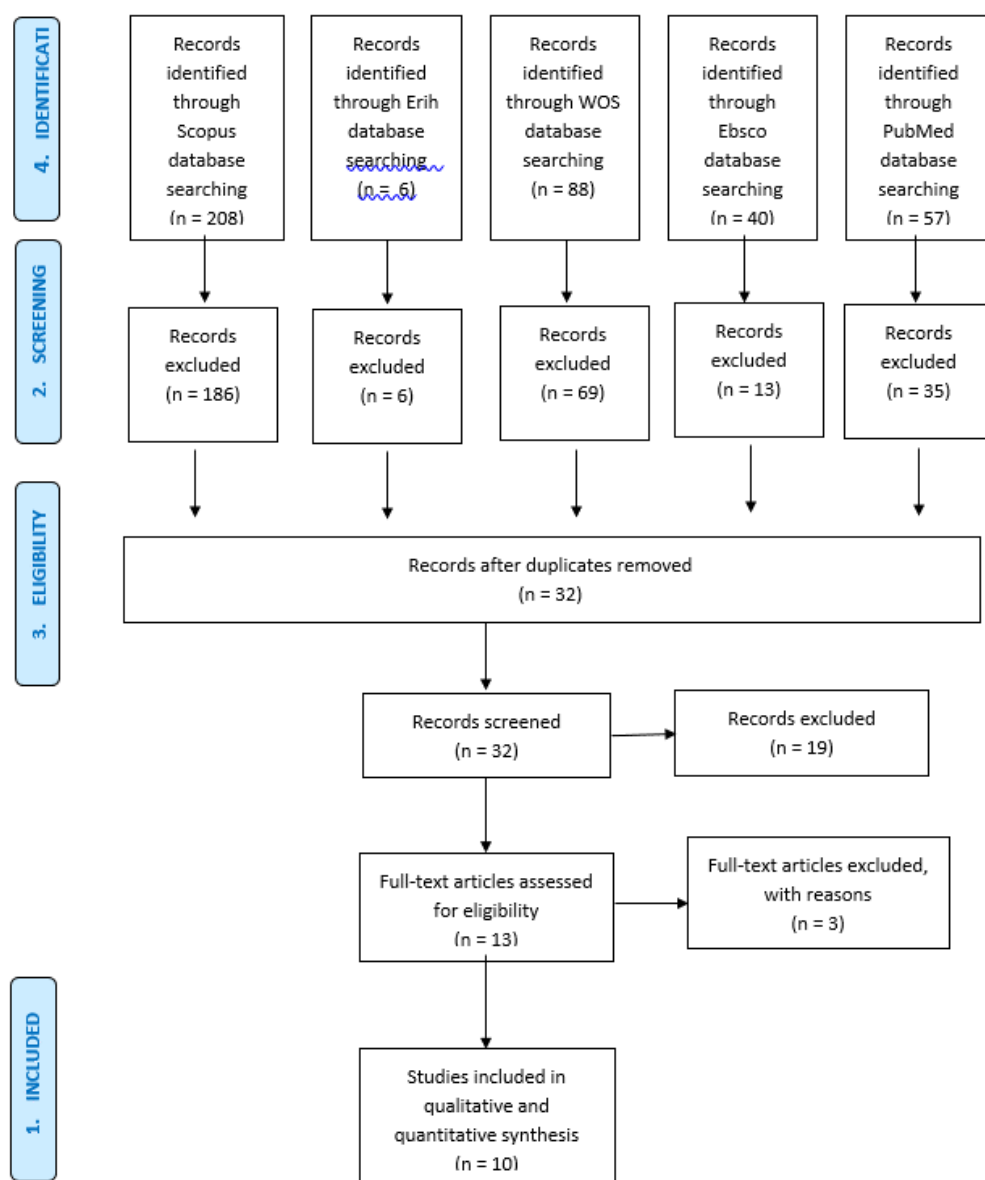 4. IDENTIFICATI
Records
identified
through
Scopus
database
searching
(n = 208)
Records
identified
through Erih
database
searching
(n = 6)
Records
identified
through WOS
database
searching
(n = 88)
Records
identified
through
Ebsco
database
searching
(n = 40)
Records
identified
through
PubMed
database
searching
(n = 57)
2. SCREENING
Records
excluded
(n = 186)
Records
excluded
(n = 6)
Records
excluded
(n = 69)
Records
excluded
(n = 13)
Records
excluded
(n = 35)
3. ELIGIBILITY
Records after duplicates removed
(n = 32)
Records screened
(n = 32)
Records excluded
(n = 19)
Full-text articles assessed
for eligibility
(n = 13)
Full-text articles excluded,
with reasons
(n = 3)
1. INCLUDED
Studies included in
qualitative and
quantitative synthesis
(n = 10)